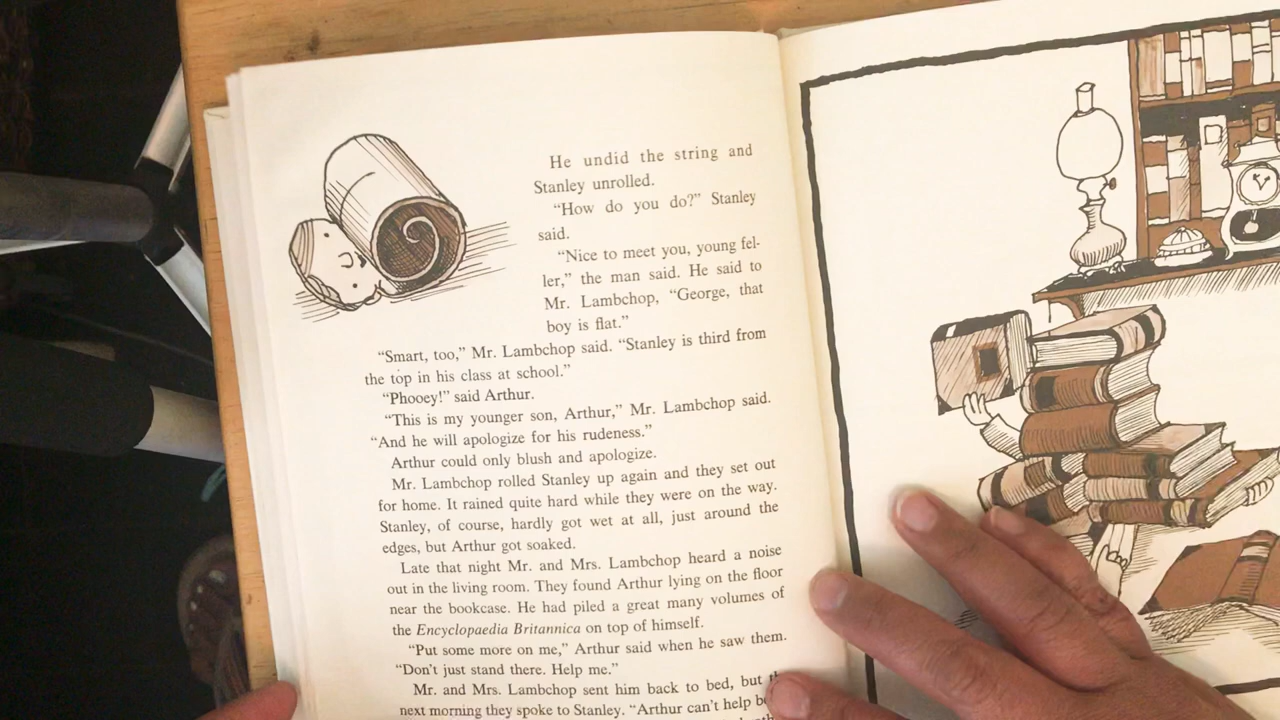 He undid the string and
Stanley unrolled.
“How do you do?” Stanley
said.
“Nice to meet you, young fel-
ler,” the man said. He said to
Mr. Lambchop, “George, that
boy is flat.”
“Smart, too,” Mr. Lambchop said. “Stanley is third from
the top in his class at school.”
“Phooey!” said Arthur.
“This is my younger son, Arthur,” Mr. Lambchop said.
“And he will apologize for his rudeness.”
Arthur could only blush and apologize.
Mr. Lambchop rolled Stanley up again and they set out
for home. It rained quite hard while they were on the way.
Stanley, of course, hardly got wet at all, just around the
edges, but Arthur got soaked.
Late that night Mr. and Mrs. Lambchop heard a noise
out in the living room. They found Arthur lying on the floor
near the bookcase. He had piled a great many volumes of
the Encyclopaedia Britannica on top of himself.
“Put some more on me,” Arthur said when he saw them.
“Don’t just stand there. Help me.”
Mr. and Mrs. Lambchop sent him back to bed, but
next morning they spoke to Stanley. “Arthur can’t help